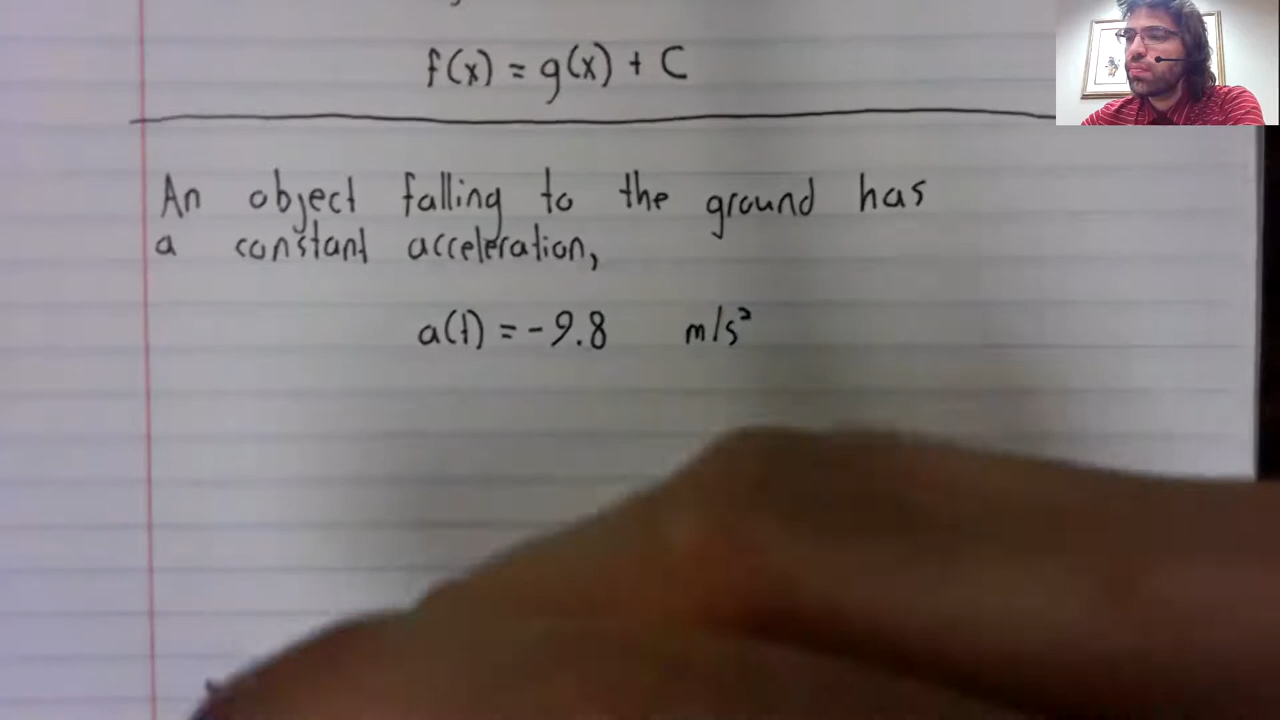 f(x) = g(x) + C
An object falling to the ground has
a constant acceleration,
a(t) = -9.8 m/s²